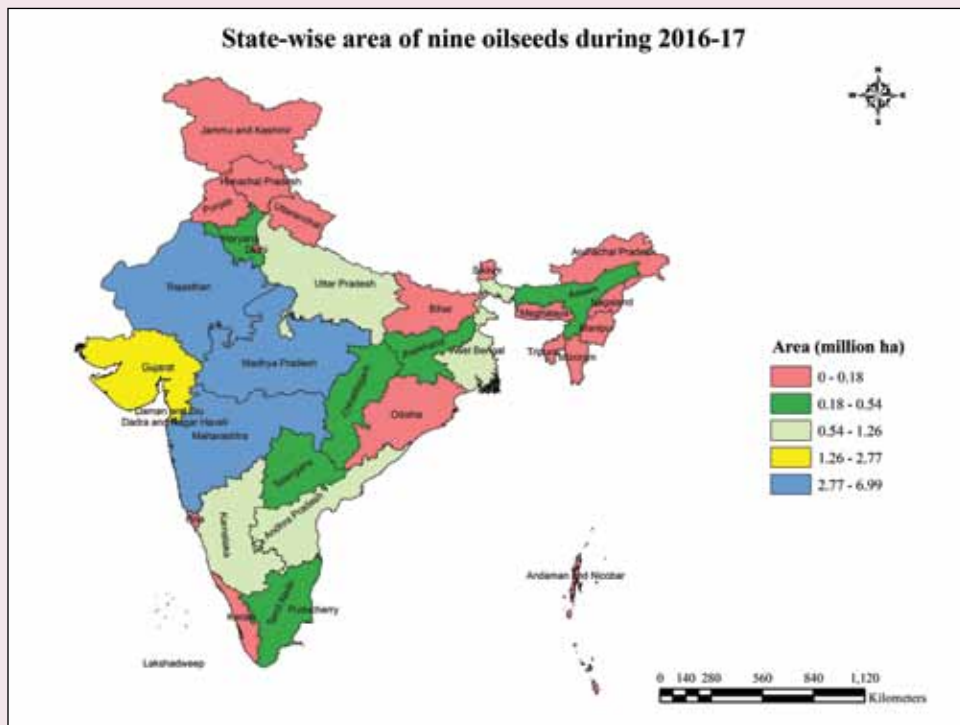 State-wise area of nine oilseeds during 2016-17
N
W E
S
Jammu and Kashmir
Himachal Pradesh
Punjab
Uttaranchal
Haryana
Delhi
Rajasthan
Uttar Pradesh
Sikkim
Arunachal Pradesh
Assam
Nagaland
Bihar
Meghalaya
Manipur
Tripura
Mizoram
Jharkhand
West Bengal
Madhya Pradesh
Gujarat
Chhattisgarh
Odisha
Daman and Diu
Dadra and Nagar Haveli
Maharashtra
Telangana
Andhra Pradesh
Goa
Karnataka
Andaman and Nicobar
Kerala
Tamil Nadu
Puducherry
Lakshadweep
Area (million ha)
0 - 0.18
0.18 - 0.54
0.54 - 1.26
1.26 - 2.77
2.77 - 6.99
0 140 280 560 840 1,120
Kilometers